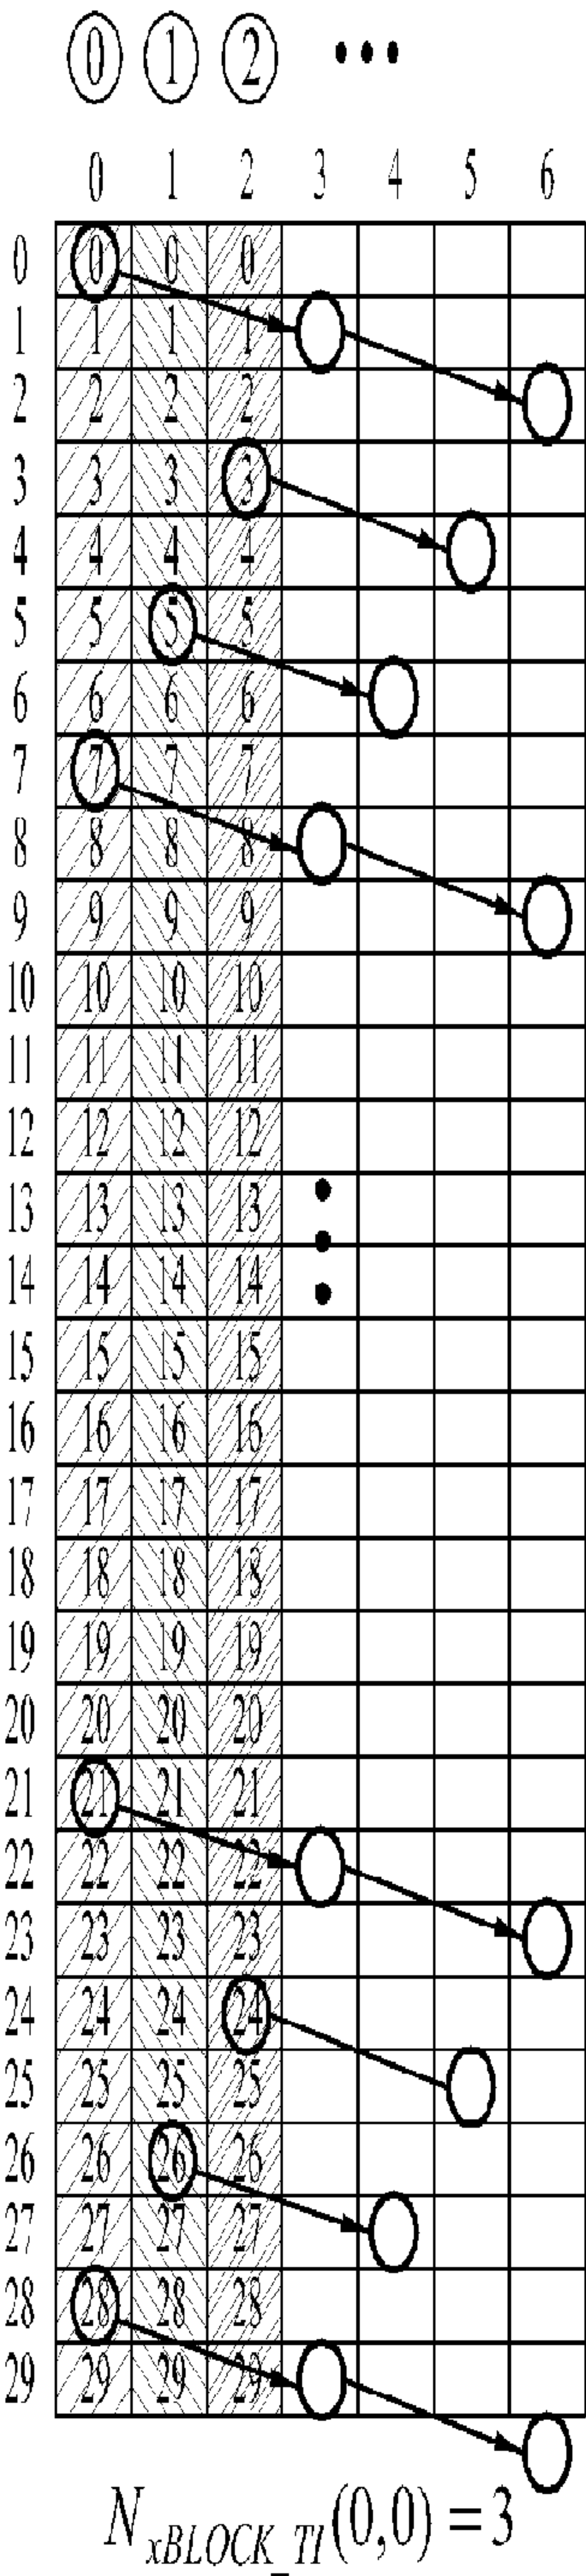 0 1 2 •••
0 1 2 3 4 5 6
0 0 0 0
1 1 1 1
2 2 2 2
3 3 3 3
4 4 4 4
5 5 5 5
6 6 6 6
7 7 7 7
8 8 8 8
9 9 9 9
10 10 10 10
11 11 11 11
12 12 12 12
13 13 13 13
14 14 14 14
15 15 15 15
16 16 16 16
17 17 17 17
18 18 18 18
19 19 19 19
20 20 20 20
21 21 21 21
22 22 22 22
23 23 23 23
24 24 24 24
25 25 25 25
26 26 26 26
27 27 27 27
28 28 28 28
29 29 29 29
N_xBLOCK_TI(0,0) = 3